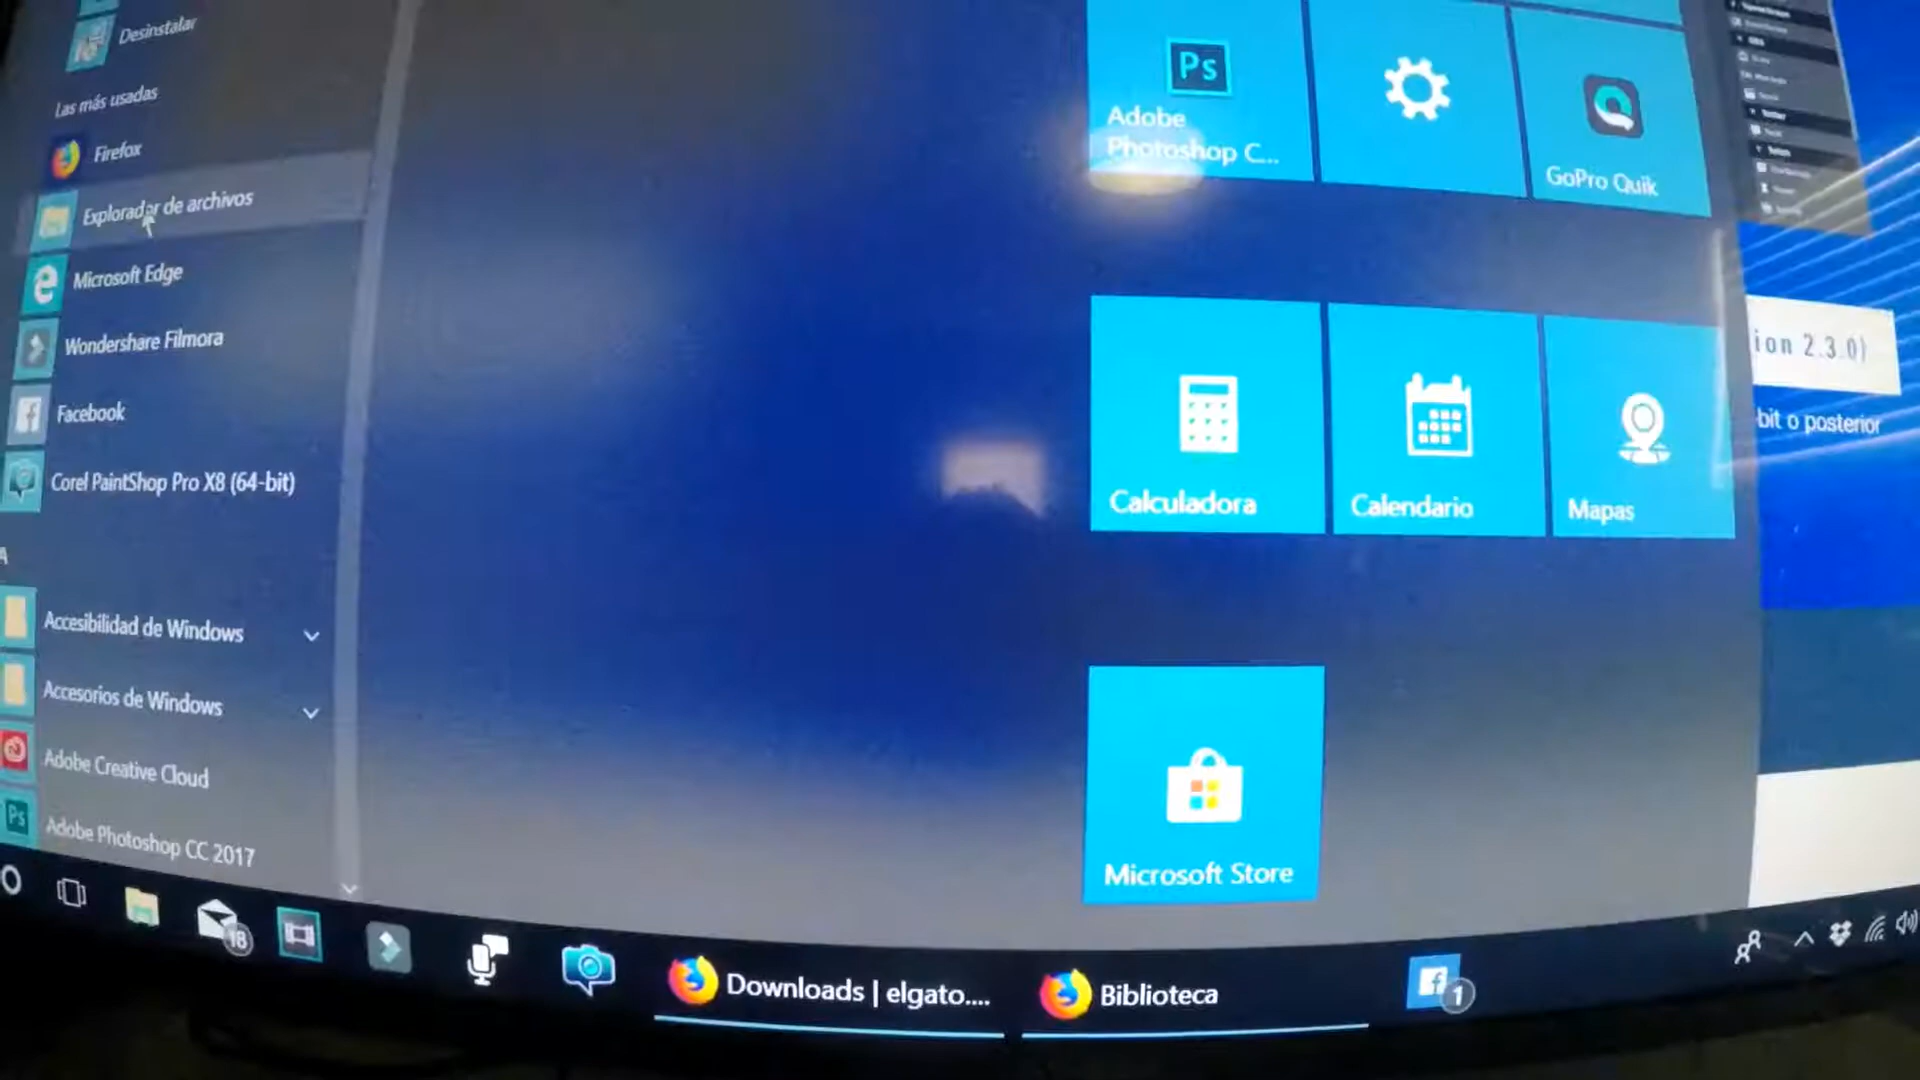 Desinstalar
Las más usadas
Firefox
Explorador de archivos
Microsoft Edge
Wondershare Filmora
Facebook
Corel PaintShop Pro X8 (64-bit)
A
Accesibilidad de Windows
Accesorios de Windows
Adobe Creative Cloud
Ps
Adobe Photoshop CC 2017
Ps
Adobe
Photoshop C...
GoPro Quik
Calculadora
Calendario
Mapas
Microsoft Store
ion 2.3.0)
bit o posterior
18
Downloads | elgato....
Biblioteca
1